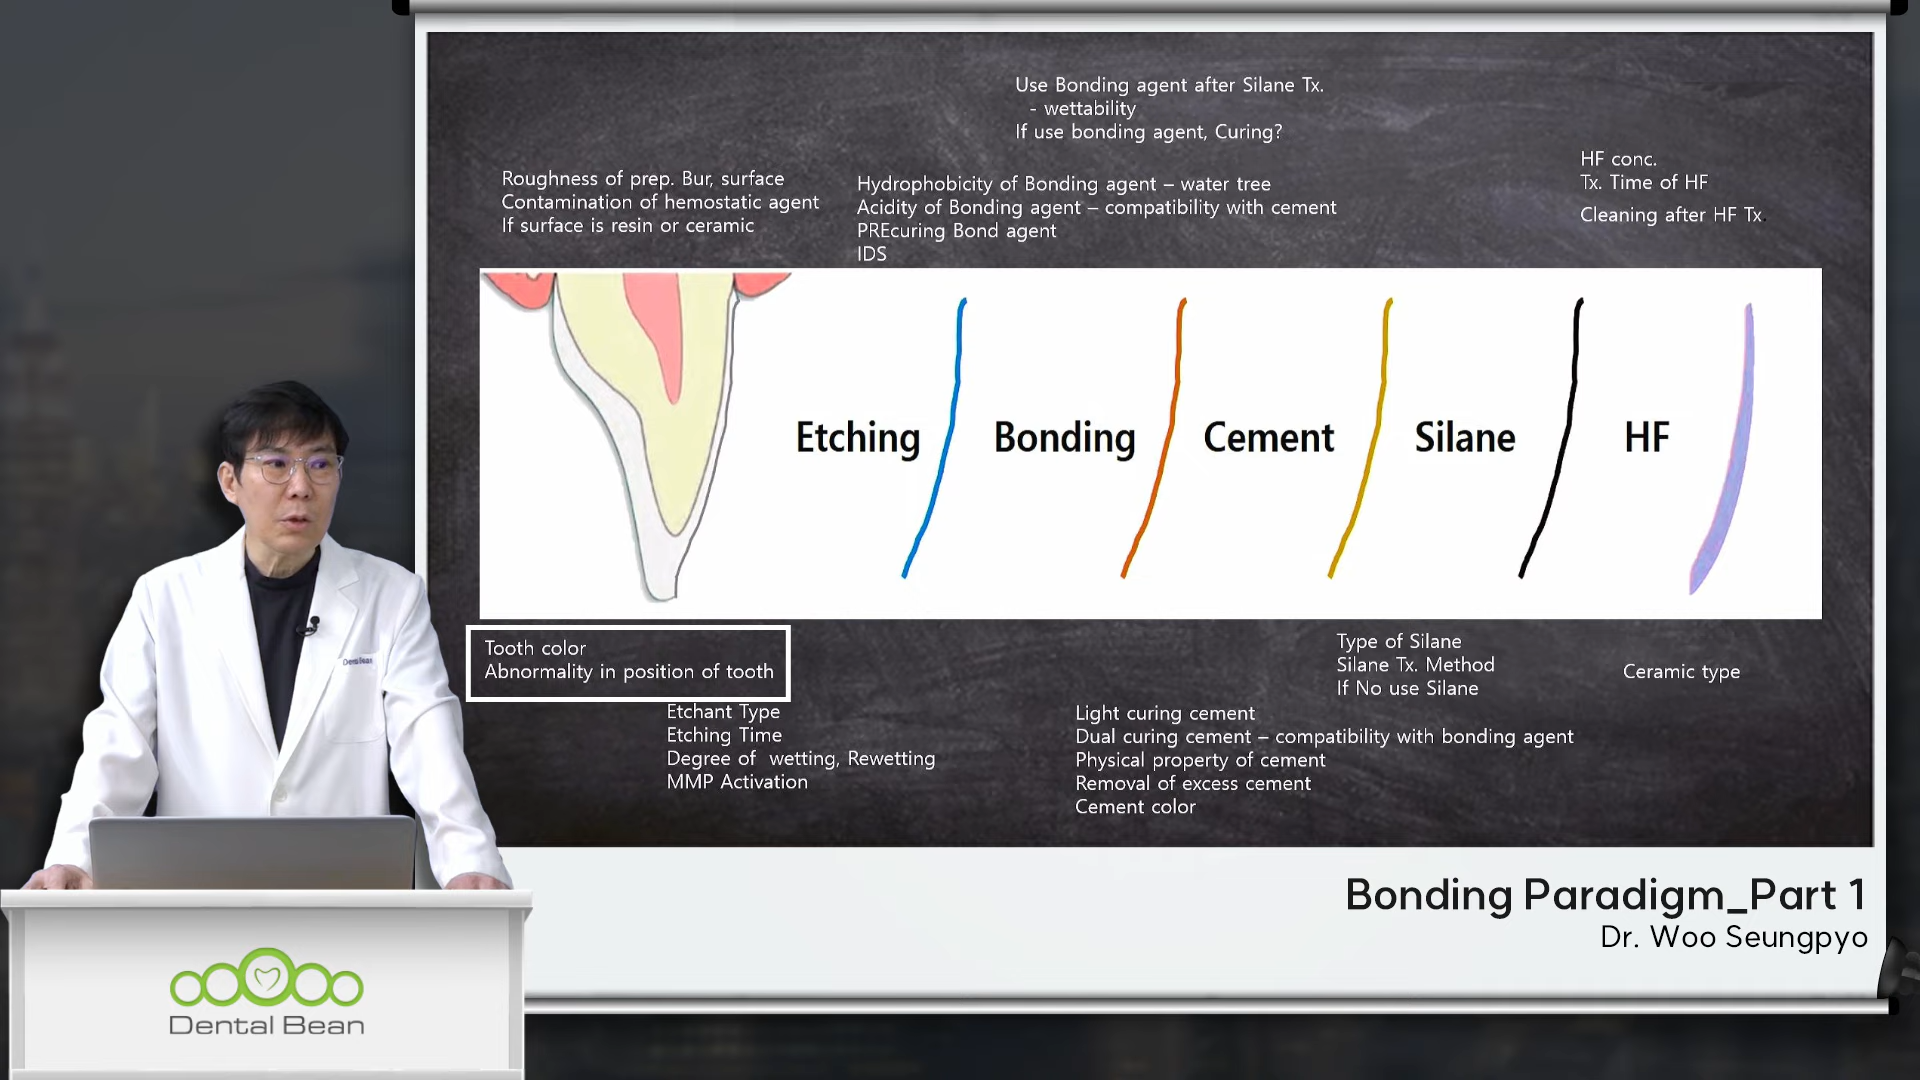 Use Bonding agent after Silane Tx.
- wettability
If use bonding agent, Curing?
HF conc.
Tx. Time of HF
Cleaning after HF Tx.
Roughness of prep. Bur, surface
Contamination of hemostatic agent
If surface is resin or ceramic
Hydrophobicity of Bonding agent – water tree
Acidity of Bonding agent – compatibility with cement
PREcuring Bond agent
IDS
Etching
Bonding
Cement
Silane
HF
Tooth color
Abnormality in position of tooth
Etchant Type
Etching Time
Degree of  wetting, Rewetting
MMP Activation
Type of Silane
Silane Tx. Method
If No use Silane
Ceramic type
Light curing cement
Dual curing cement – compatibility with bonding agent
Physical property of cement
Removal of excess cement
Cement color
Bonding Paradigm_Part 1
Dr. Woo Seungpyo
Dental Bean